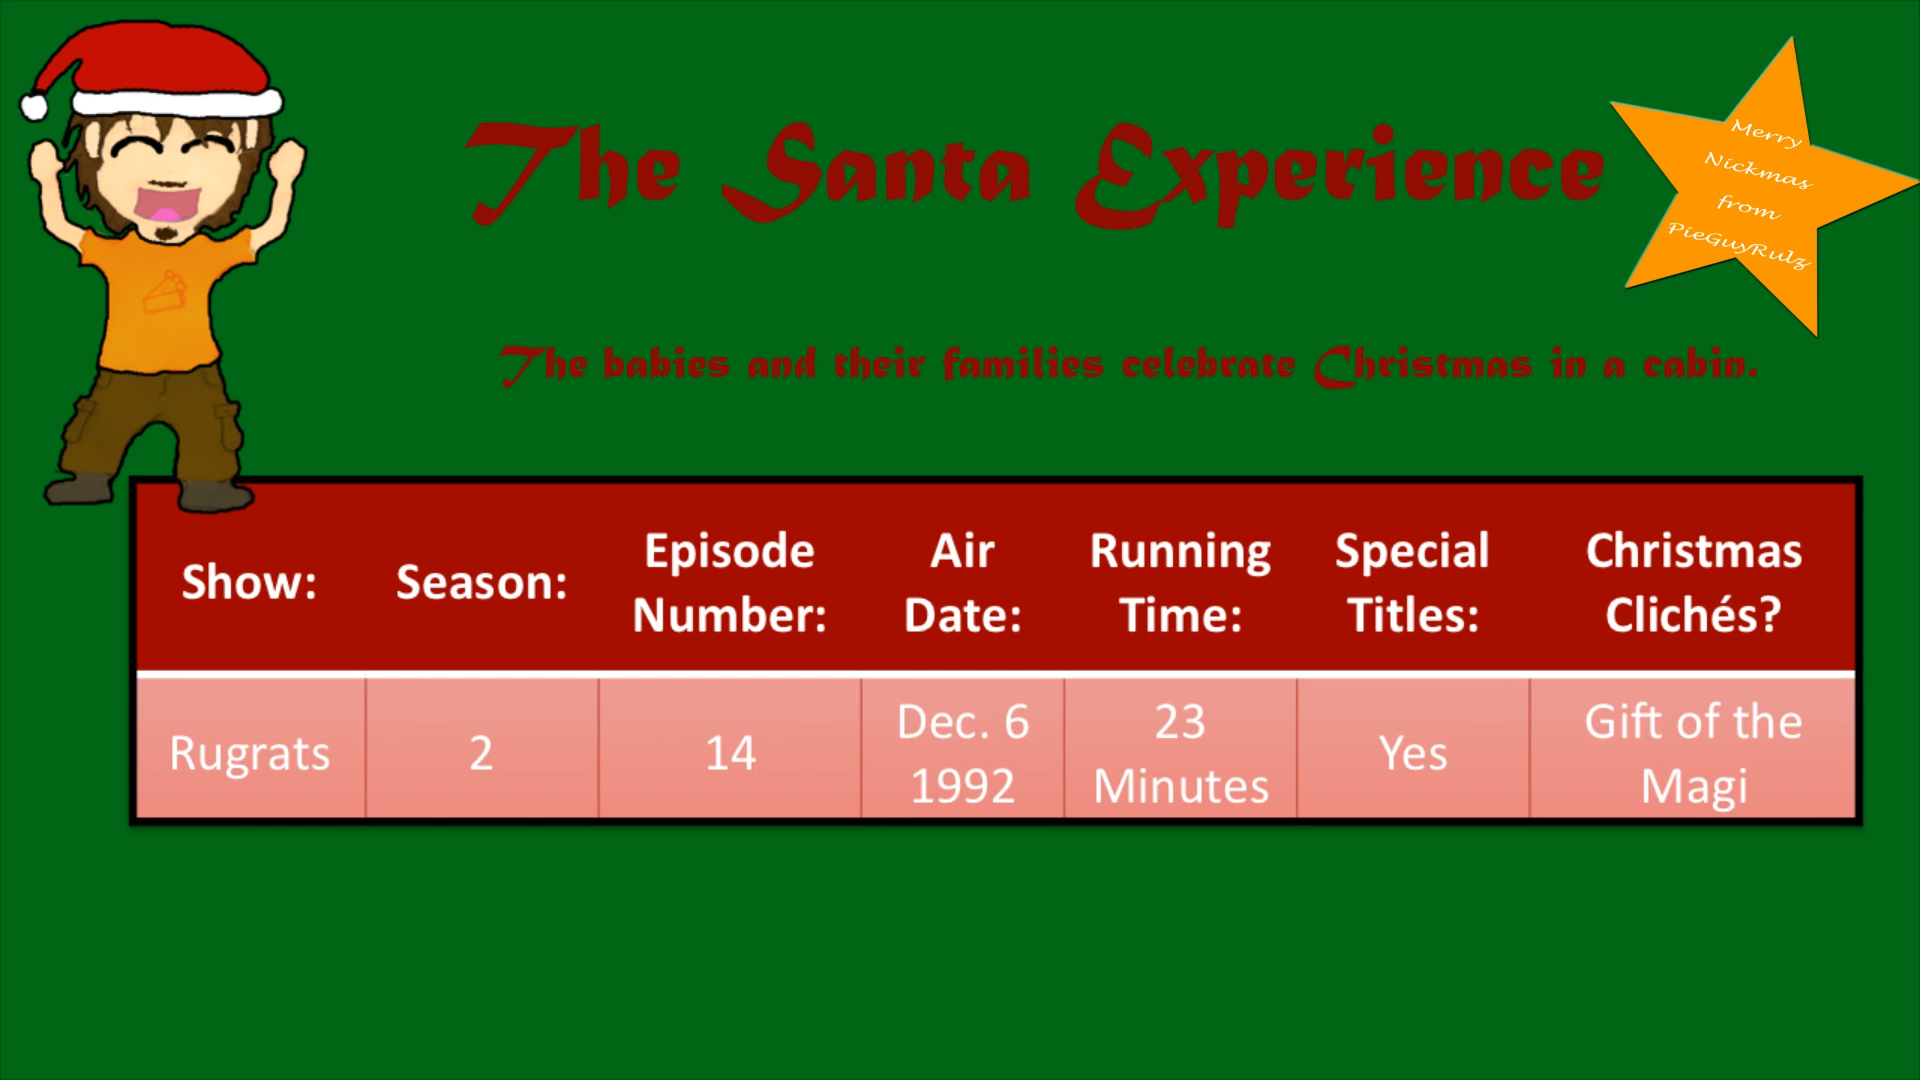 The Santa Experience
Merry
Nickmas
from
PieGuyRulz
The babies and their families celebrate Christmas in a cabin.
Show:
Season:
Episode
Number:
Air
Date:
Running
Time:
Special
Titles:
Christmas
Clichés?
Rugrats
2
14
Dec. 6
1992
23
Minutes
Yes
Gift of the
Magi